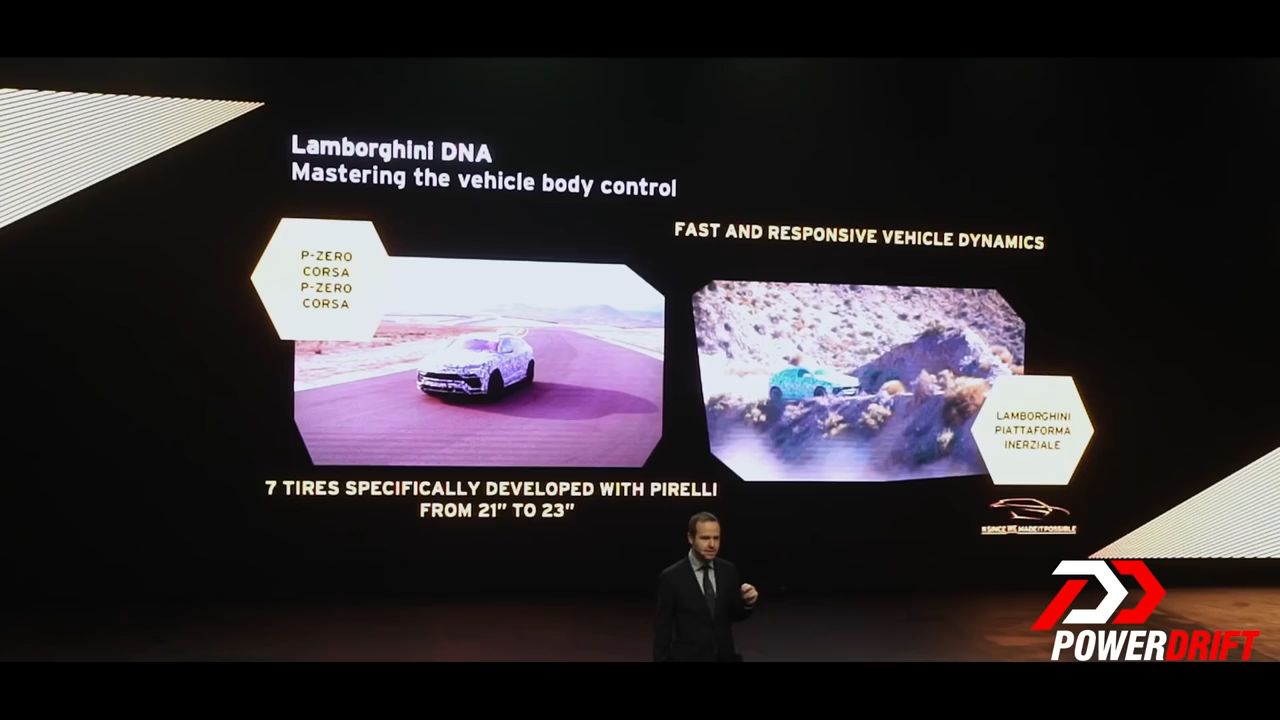 Lamborghini DNA
Mastering the vehicle body control
FAST AND RESPONSIVE VEHICLE DYNAMICS
P-ZERO
CORSA
P-ZERO
CORSA
LAMBORGHINI
PIATTAFORMA
INERZIALE
7 TIRES SPECIFICALLY DEVELOPED WITH PIRELLI
FROM 21" TO 23"
#SINCEWEMADEITPOSSIBLE
POWERDRIFT